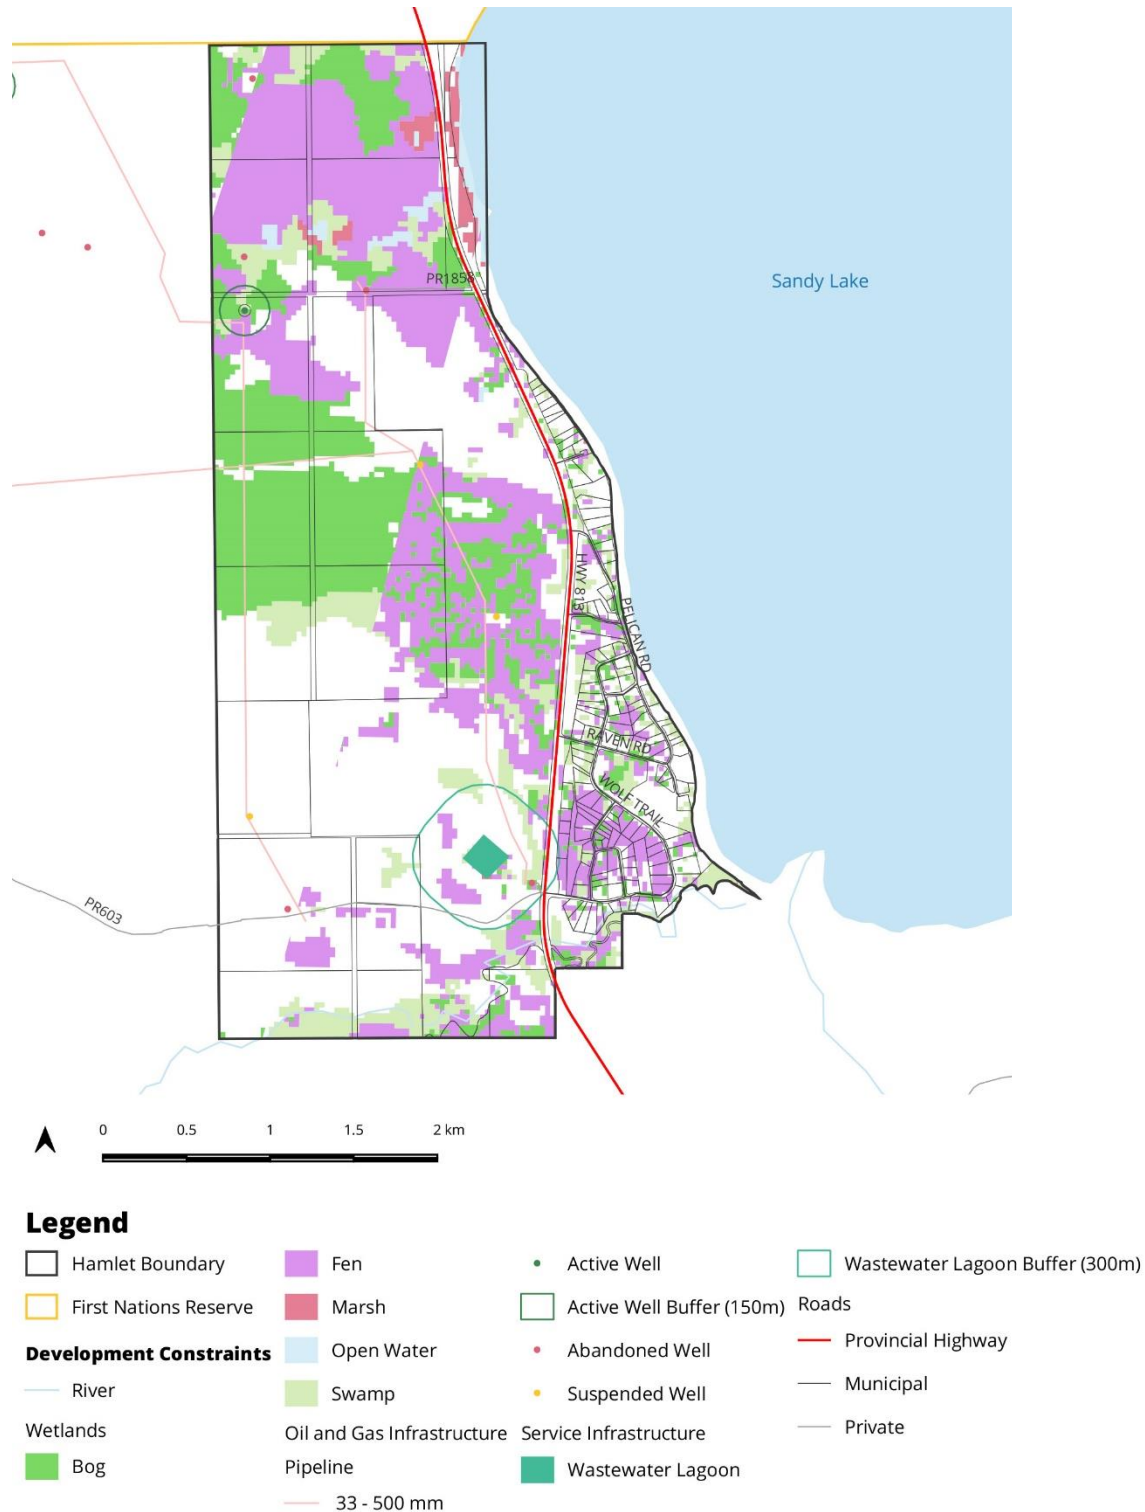 Sandy Lake
PR1858
HWY 813
PELICAN RD
RAVEN RD
WOLF TRAIL
PR603
0 0.5 1 1.5 2 km
Legend
Hamlet Boundary
First Nations Reserve
Development Constraints
River
Wetlands
Bog
Fen
Marsh
Open Water
Swamp
Oil and Gas Infrastructure
Pipeline
33 - 500 mm
Active Well
Active Well Buffer (150m)
Abandoned Well
Suspended Well
Service Infrastructure
Wastewater Lagoon
Wastewater Lagoon Buffer (300m)
Roads
Provincial Highway
Municipal
Private